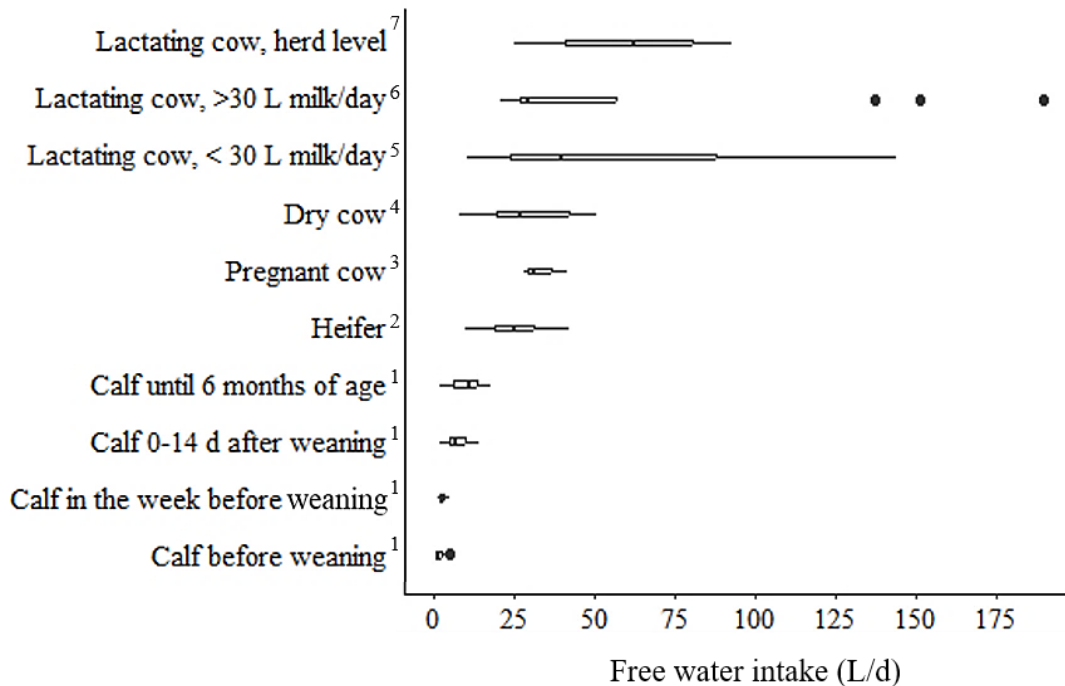 Lactating cow, herd level 7
Lactating cow, >30 L milk/day 6
Lactating cow, < 30 L milk/day 5
Dry cow 4
Pregnant cow 3
Heifer 2
Calf until 6 months of age 1
Calf 0-14 d after weaning 1
Calf in the week before weaning 1
Calf before weaning 1
0 25 50 75 100 125 150 175
Free water intake (L/d)